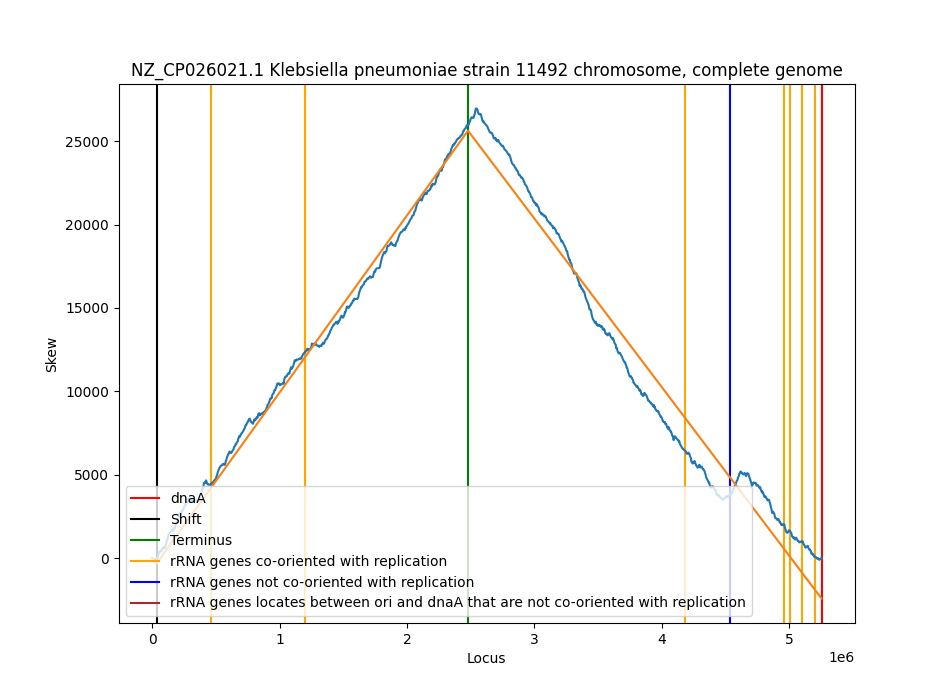 NZ_CP026021.1 Klebsiella pneumoniae strain 11492 chromosome, complete genome
25000
20000
15000
10000
5000
0
Skew
dnaA
Shift
Terminus
rRNA genes co-oriented with replication
rRNA genes not co-oriented with replication
rRNA genes locates between ori and dnaA that are not co-oriented with replication
0 1 2 3 4 5
1e6
Locus